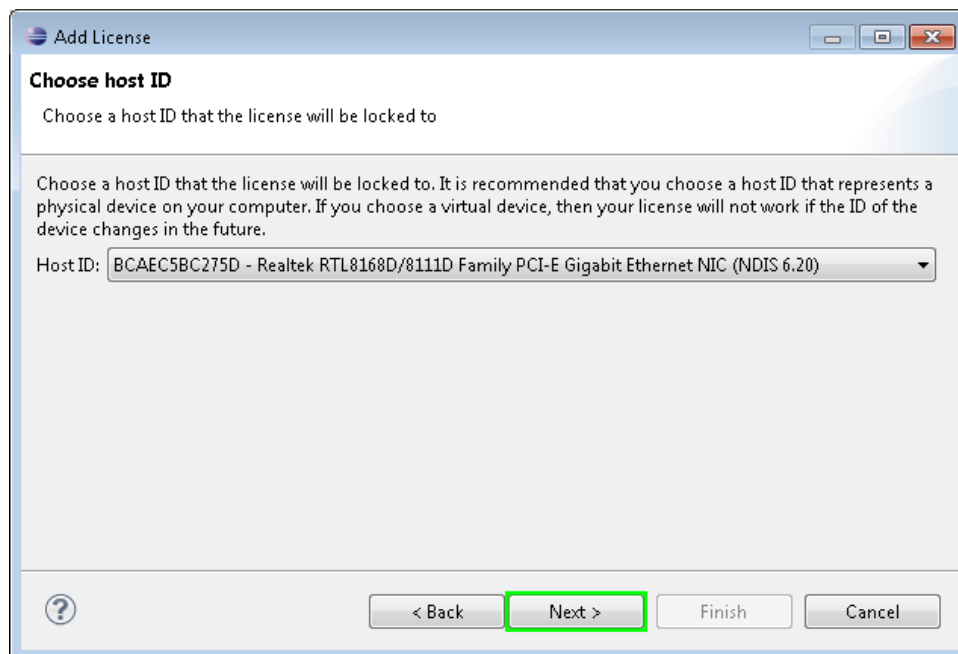 Add License
Choose host ID
Choose a host ID that the license will be locked to
Choose a host ID that the license will be locked to. It is recommended that you choose a host ID that represents a
physical device on your computer. If you choose a virtual device, then your license will not work if the ID of the
device changes in the future.
Host ID: BCAEC5BC275D - Realtek RTL8168D/8111D Family PCI-E Gigabit Ethernet NIC (NDIS 6.20)
? < Back Next > Finish Cancel